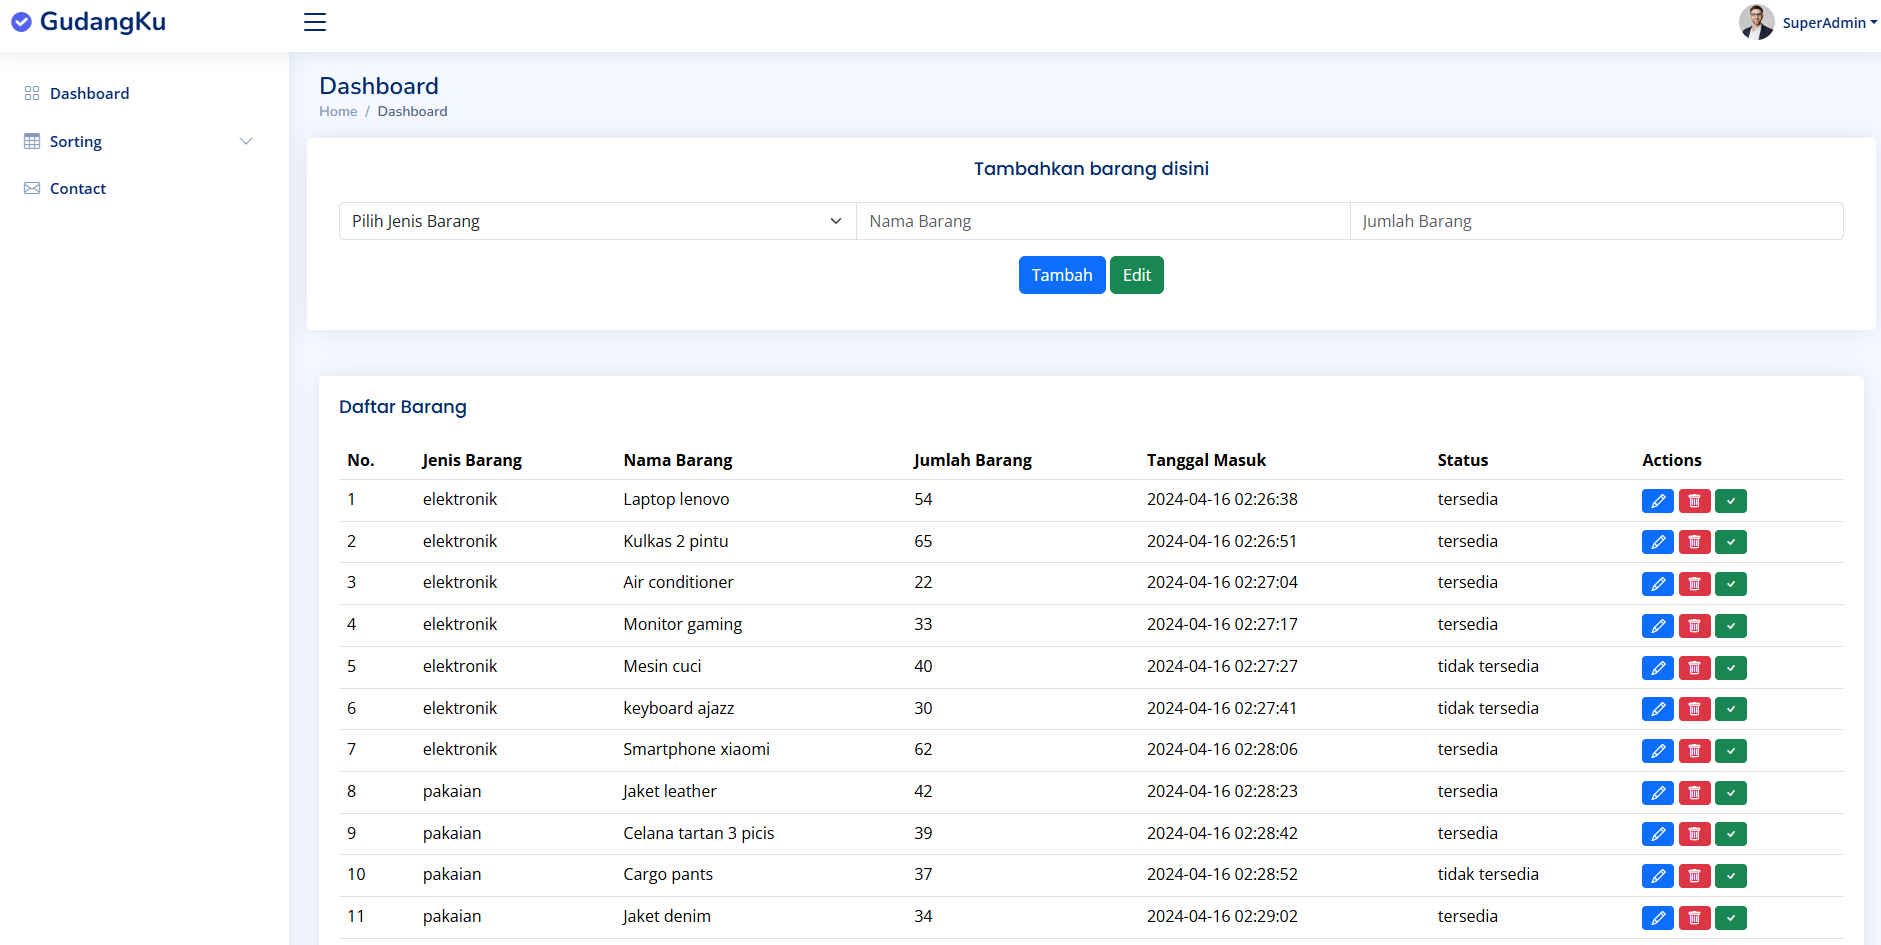 GudangKu
SuperAdmin
Dashboard
Sorting
Contact
Dashboard
Home / Dashboard
Tambahkan barang disini
Pilih Jenis Barang Nama Barang Jumlah Barang
Tambah Edit
Daftar Barang
No. Jenis Barang Nama Barang Jumlah Barang Tanggal Masuk Status Actions
1 elektronik Laptop lenovo 54 2024-04-16 02:26:38 tersedia
2 elektronik Kulkas 2 pintu 65 2024-04-16 02:26:51 tersedia
3 elektronik Air conditioner 22 2024-04-16 02:27:04 tersedia
4 elektronik Monitor gaming 33 2024-04-16 02:27:17 tersedia
5 elektronik Mesin cuci 40 2024-04-16 02:27:27 tidak tersedia
6 elektronik keyboard ajazz 30 2024-04-16 02:27:41 tidak tersedia
7 elektronik Smartphone xiaomi 62 2024-04-16 02:28:06 tersedia
8 pakaian Jaket leather 42 2024-04-16 02:28:23 tersedia
9 pakaian Celana tartan 3 picis 39 2024-04-16 02:28:42 tersedia
10 pakaian Cargo pants 37 2024-04-16 02:28:52 tidak tersedia
11 pakaian Jaket denim 34 2024-04-16 02:29:02 tersedia